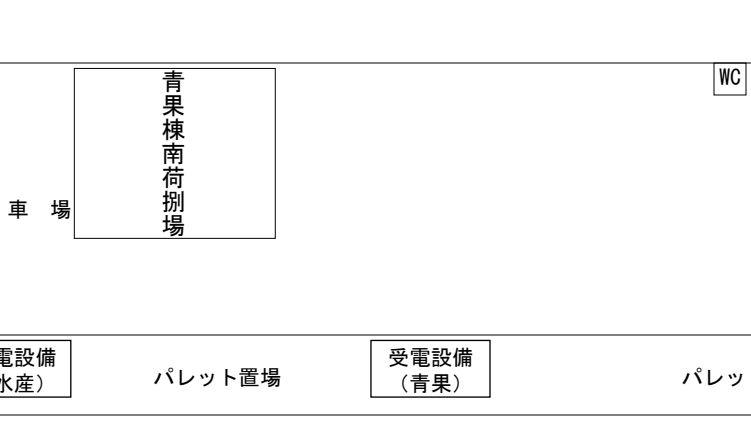 青果棟南荷捌場
WC
車 場
電設備
水産）
パレット置場
受電設備
（青果）
パレッ